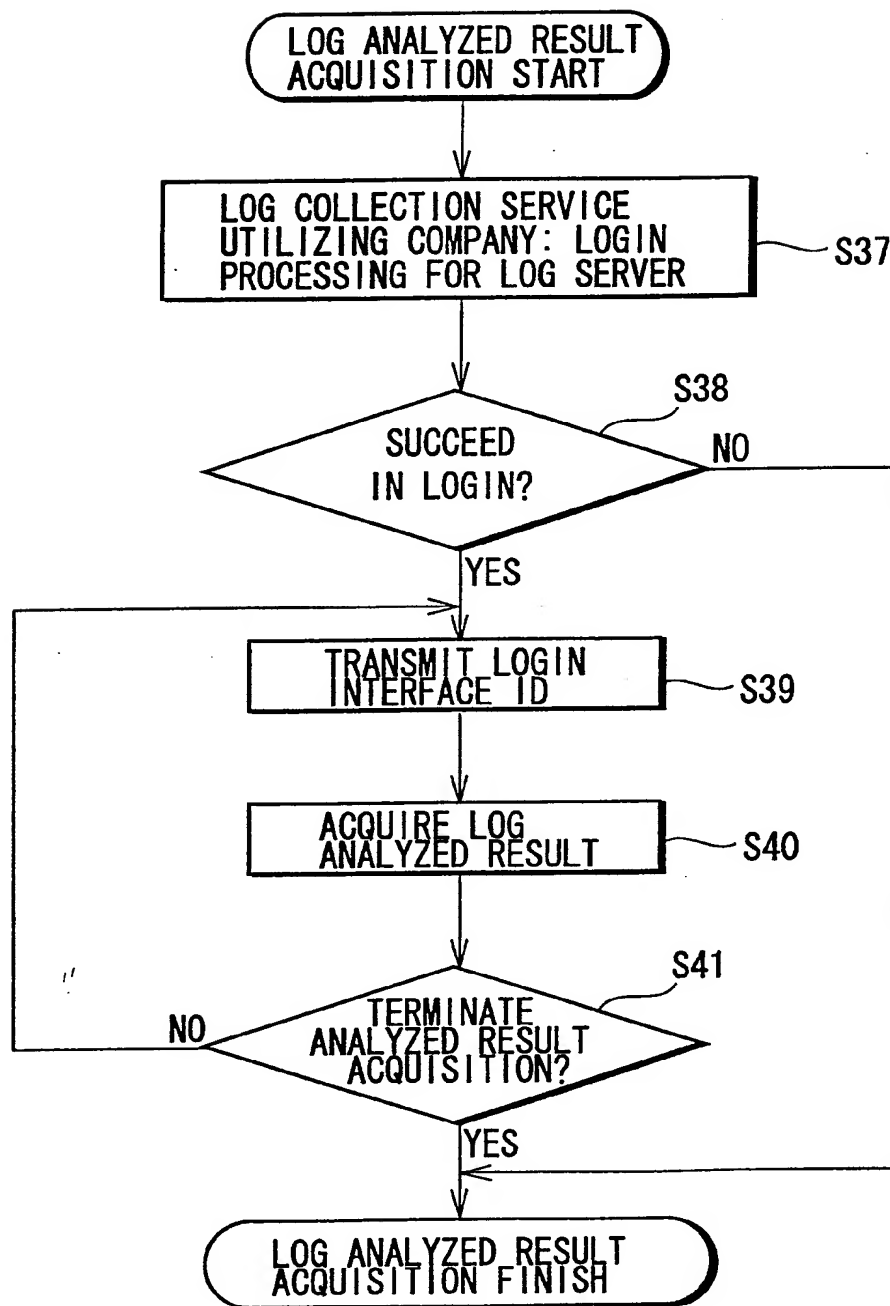 LOG ANALYZED RESULT
ACQUISITION START
LOG COLLECTION SERVICE
UTILIZING COMPANY: LOGIN
PROCESSING FOR LOG SERVER
S37
S38
SUCCEED
IN LOGIN?
NO
YES
TRANSMIT LOGIN
INTERFACE ID
S39
ACQUIRE LOG
ANALYZED RESULT
S40
S41
TERMINATE
ANALYZED RESULT
ACQUISITION?
NO
YES
LOG ANALYZED RESULT
ACQUISITION FINISH